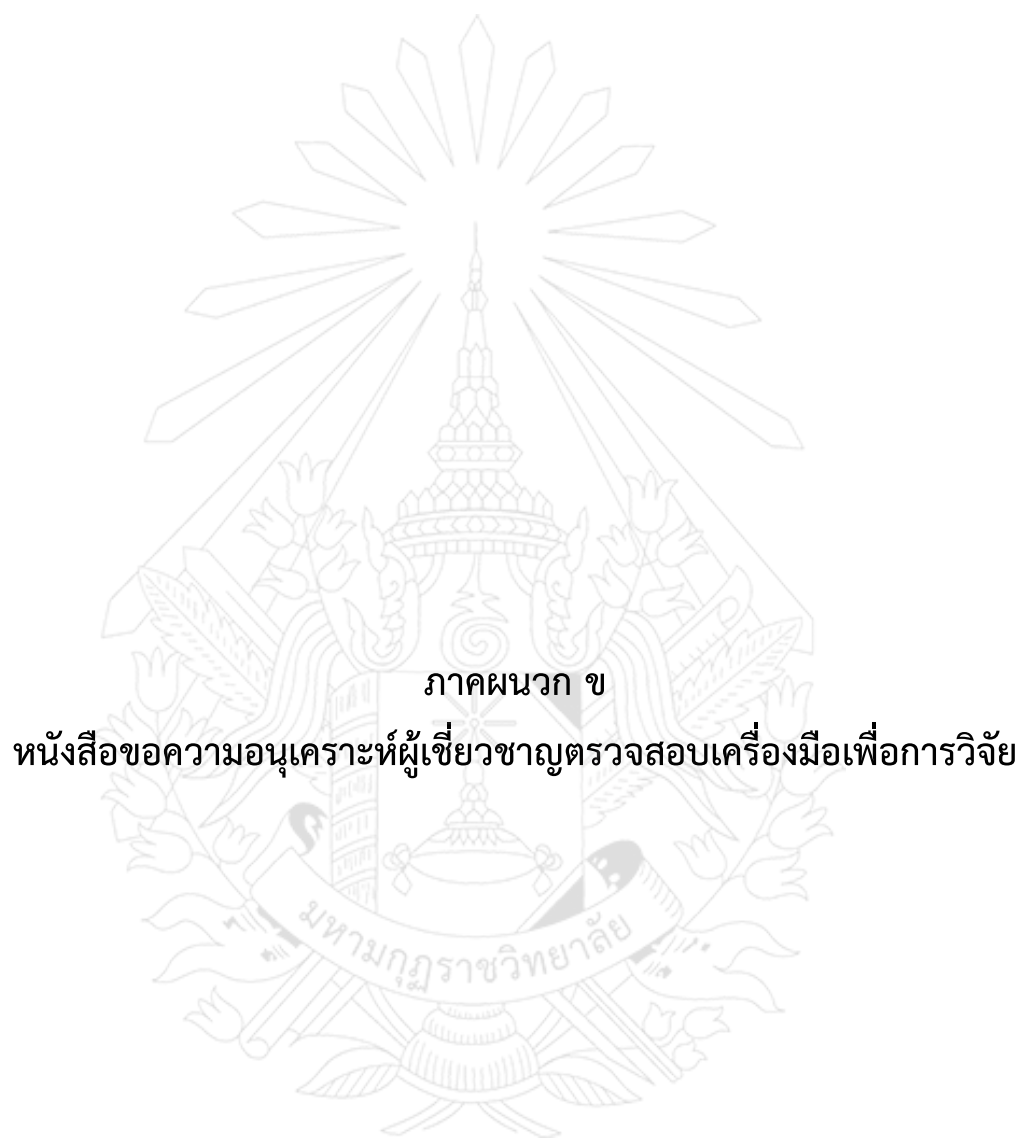 ภาคผนวก ข
หนังสือขอความอนุเคราะห์ผู้เชี่ยวชาญตรวจสอบเครื่องมือเพื่อการวิจัย
มหามกุฏราชวิทยาลัย